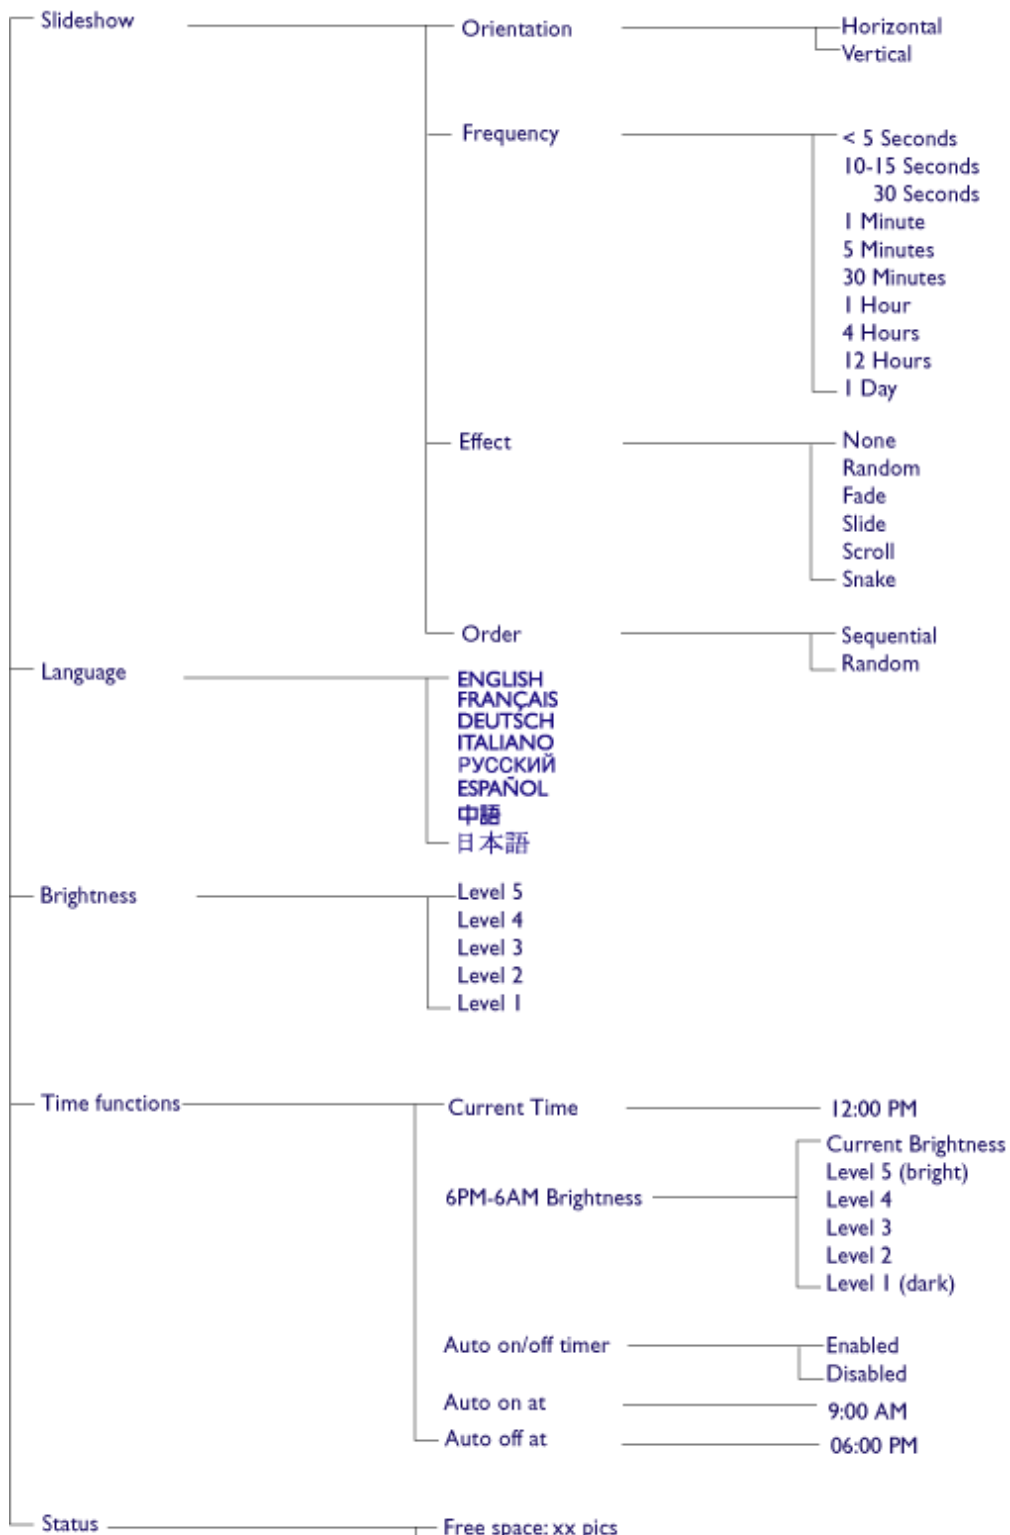 Slideshow
Orientation
Horizontal
Vertical
Frequency
< 5 Seconds
10-15 Seconds
30 Seconds
1 Minute
5 Minutes
30 Minutes
1 Hour
4 Hours
12 Hours
1 Day
Effect
None
Random
Fade
Slide
Scroll
Snake
Order
Sequential
Random
Language
ENGLISH
FRANÇAIS
DEUTSCH
ITALIANO
РУССКИЙ
ESPAÑOL
中語
日本語
Brightness
Level 5
Level 4
Level 3
Level 2
Level 1
Time functions
Current Time
12:00 PM
6PM-6AM Brightness
Current Brightness
Level 5 (bright)
Level 4
Level 3
Level 2
Level 1 (dark)
Auto on/off timer
Enabled
Disabled
Auto on at
9:00 AM
Auto off at
06:00 PM
Status
Free space: xx pics